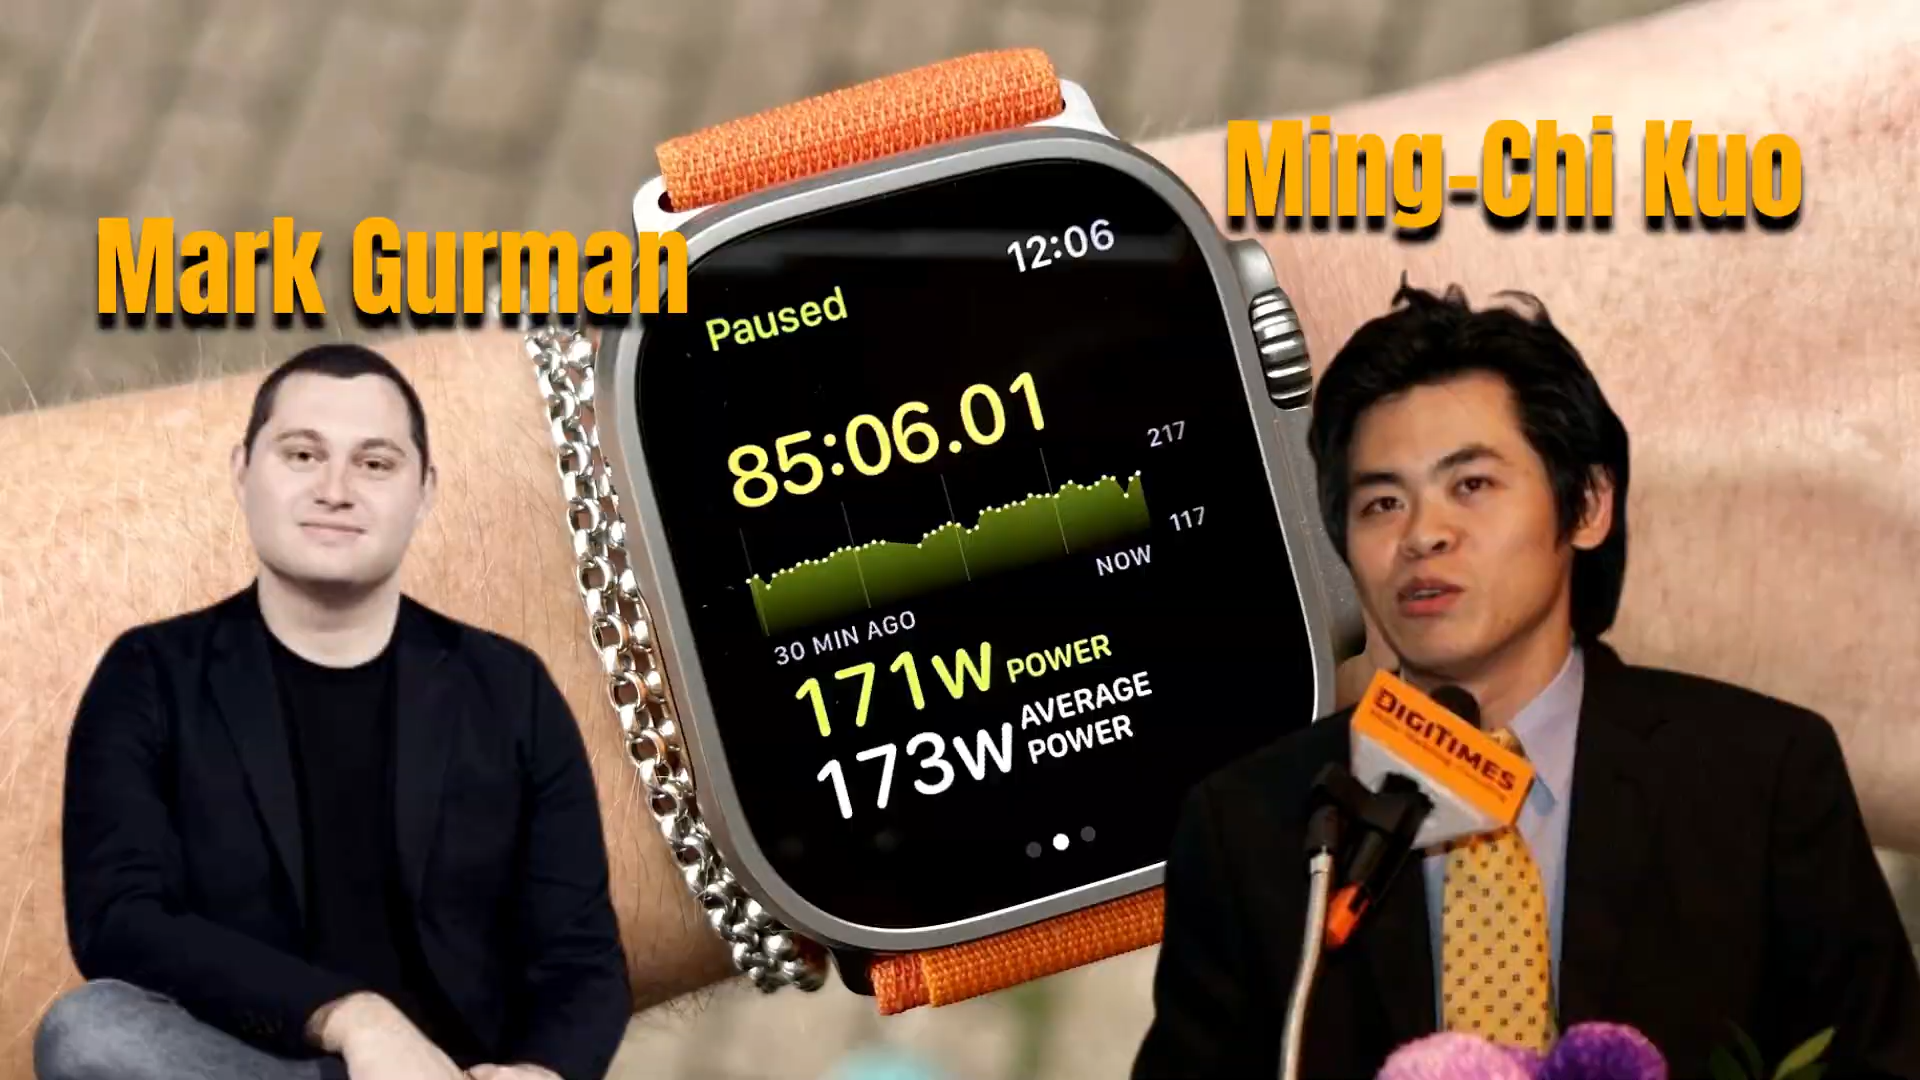 Ming-Chi Kuo
Mark Gurman
12:06
Paused
85:06.01
217
117
NOW
30 MIN AGO
171W POWER
173W AVERAGE POWER
DIGITIMES